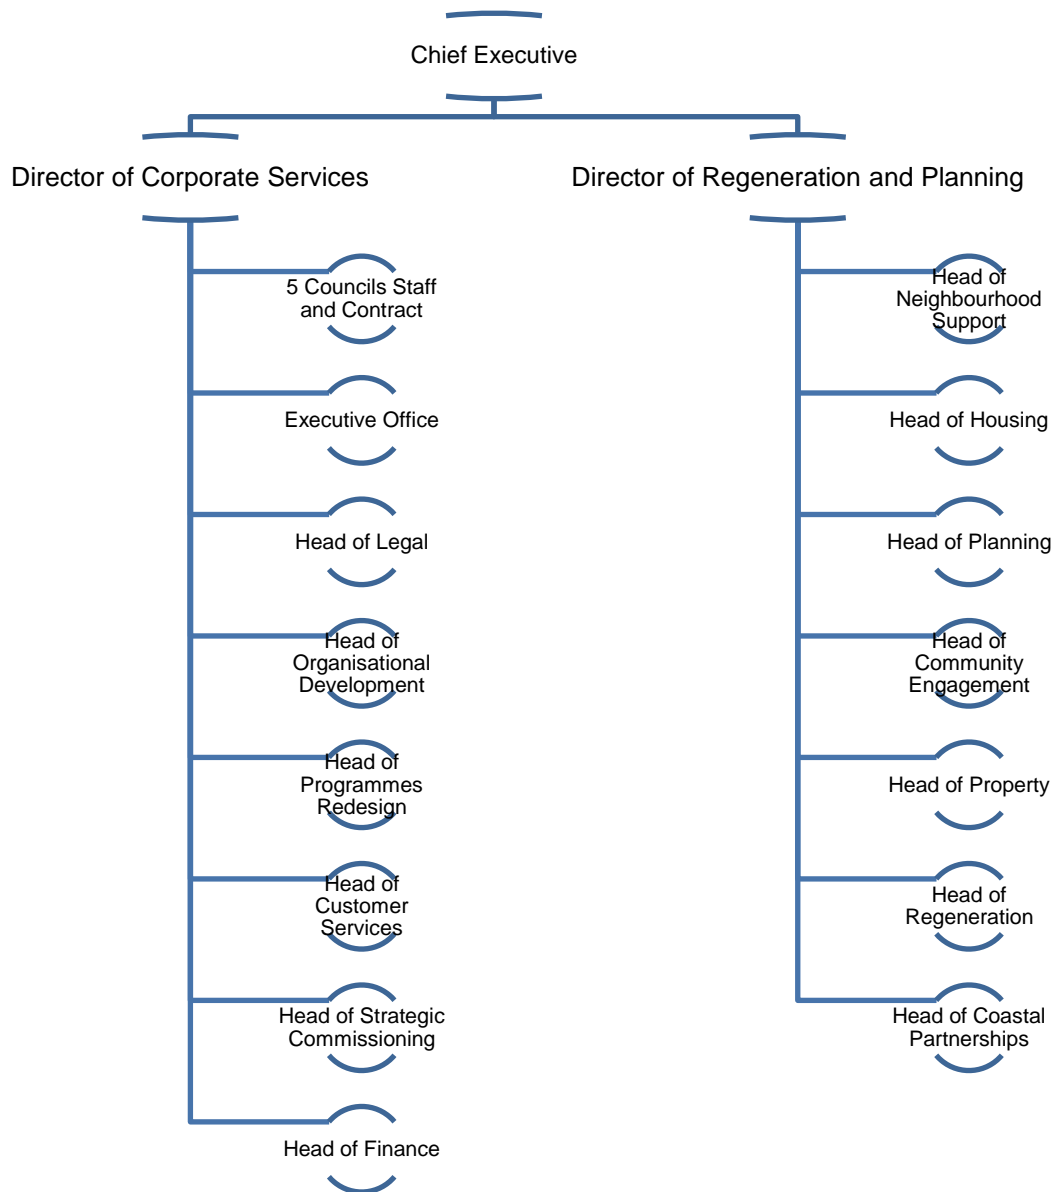 Chief Executive
Director of Corporate Services
Director of Regeneration and Planning
5 Councils Staff
and Contract
Executive Office
Head of Legal
Head of
Organisational
Development
Head of
Programmes
Redesign
Head of
Customer
Services
Head of Strategic
Commissioning
Head of Finance
Head of
Neighbourhood
Support
Head of Housing
Head of Planning
Head of
Community
Engagement
Head of Property
Head of
Regeneration
Head of Coastal
Partnerships